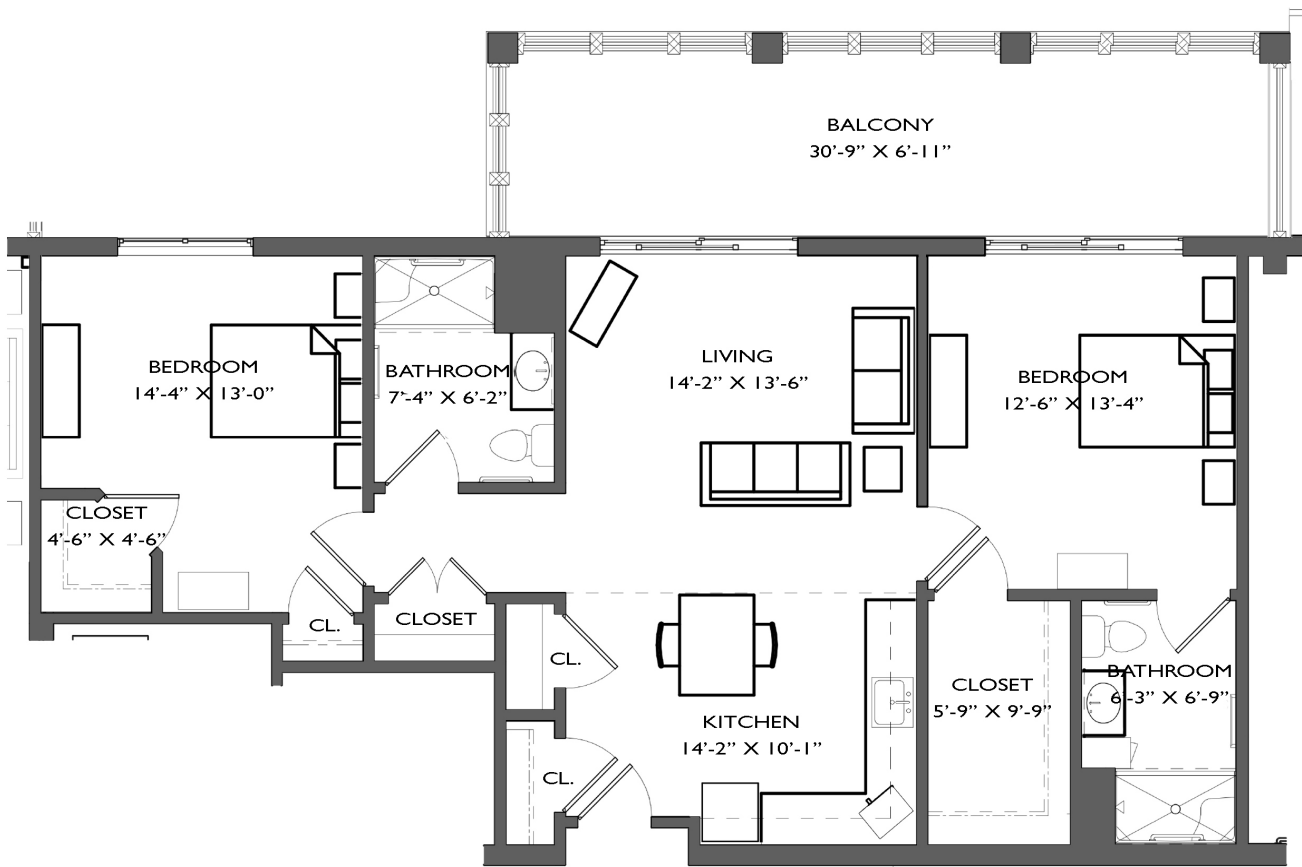 BALCONY
30'-9" X 6'-11"
BEDROOM
14'-4" X 13'-0"
BATHROOM
7'-4" X 6'-2"
LIVING
14'-2" X 13'-6"
BEDROOM
12'-6" X 13'-4"
CLOSET
4'-6" X 4'-6"
CL.
CLOSET
CL.
KITCHEN
14'-2" X 10'-1"
CL.
CLOSET
5'-9" X 9'-9"
BATHROOM
6'-3" X 6'-9"